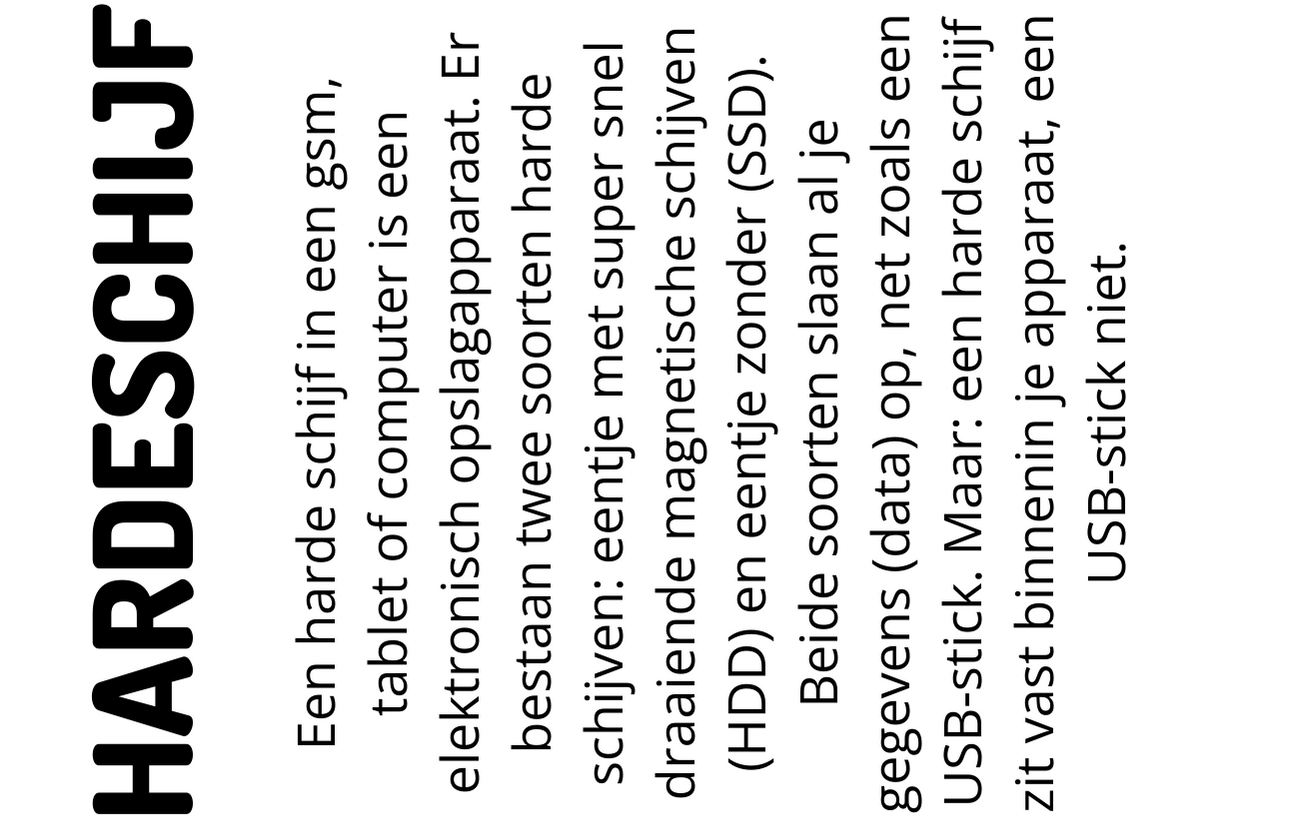 HARDESCHIJF
Een harde schijf in een gsm,
tablet of computer is een
elektronisch opslagapparaat. Er
bestaan twee soorten harde
schijven: eentje met super snel
draaiende magnetische schijven
(HDD) en eentje zonder (SSD).
Beide soorten slaan al je
gegevens (data) op, net zoals een
USB-stick. Maar: een harde schijf
zit vast binnenin je apparaat, een
USB-stick niet.